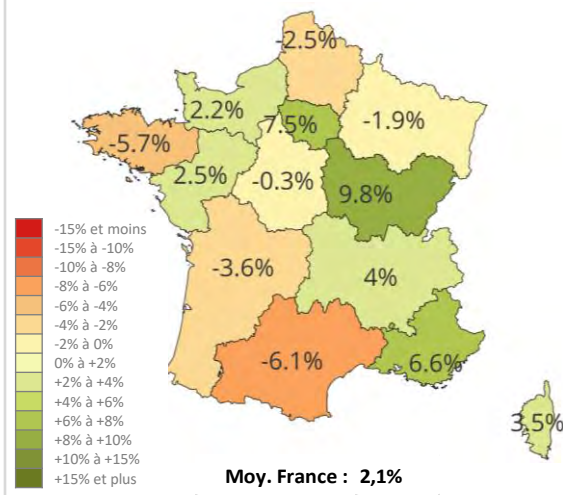 -2.5%
2.2%
7.5%
-1.9%
-5.7%
2.5%
-0.3%
9.8%
-3.6%
4%
-6.1%
6.6%
3.5%
-15% et moins
-15% à -10%
-10% à -8%
-8% à -6%
-6% à -4%
-4% à -2%
-2% à 0%
0% à +2%
+2% à +4%
+4% à +6%
+6% à +8%
+8% à +10%
+10% à +15%
+15% et plus
Moy. France : 2,1%